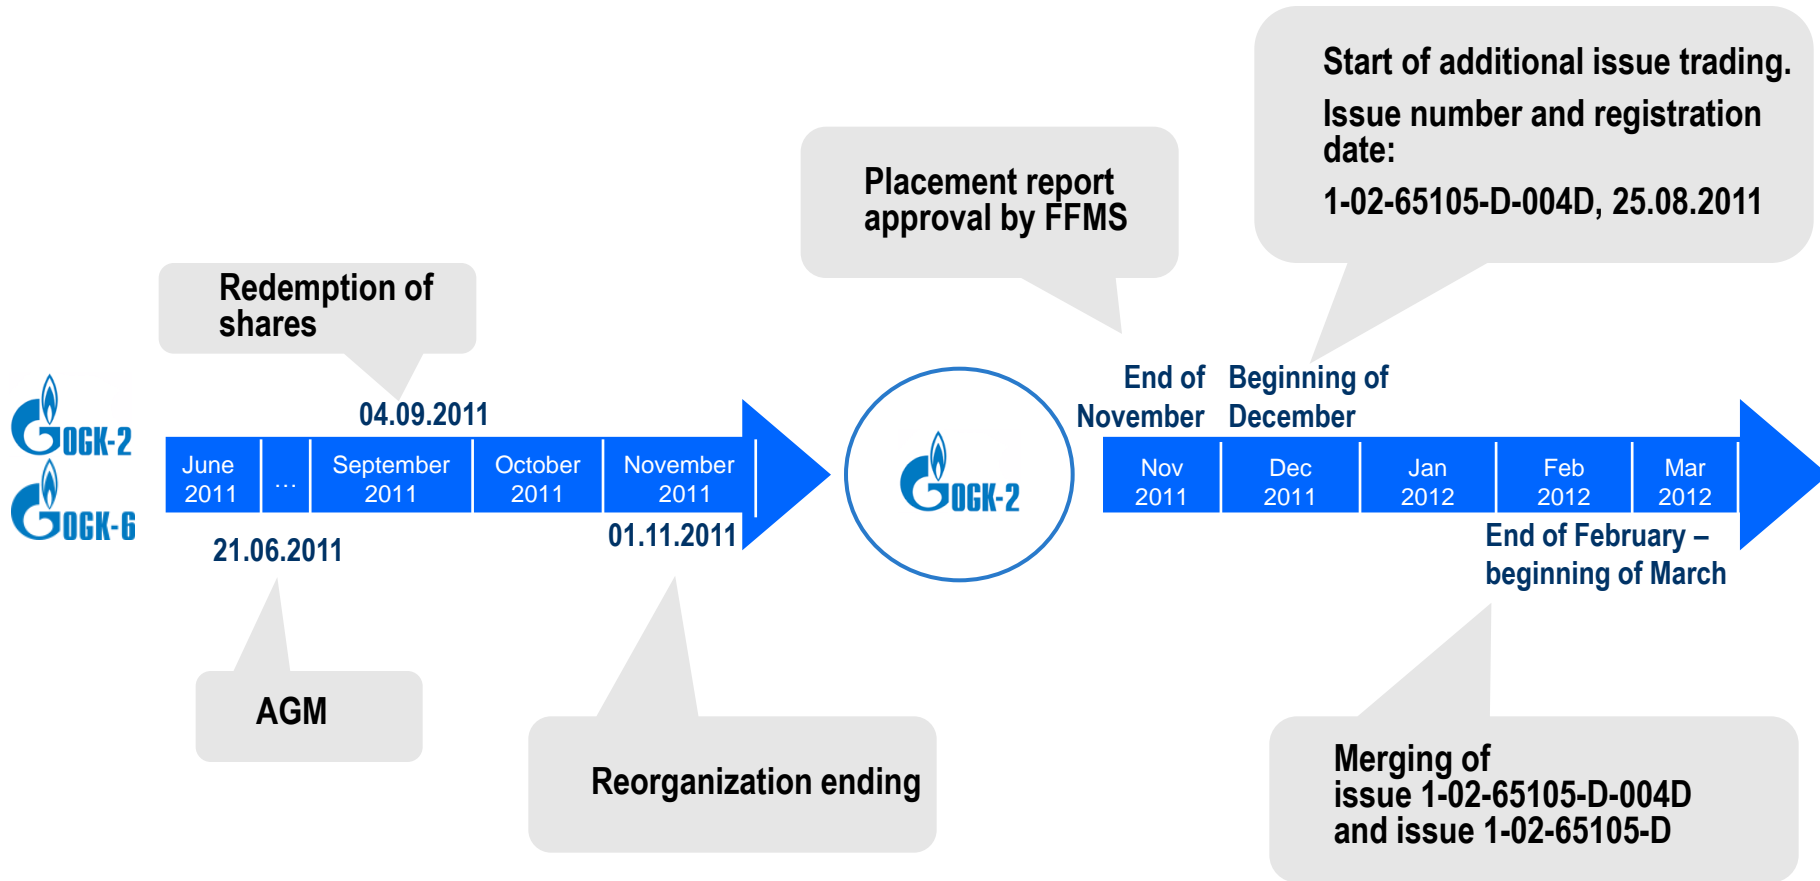 Start of additional issue trading.
Issue number and registration
date:
1-02-65105-D-004D, 25.08.2011
Placement report
approval by FFMS
Redemption of
shares
End of
November
Beginning of
December
04.09.2011
OGK-2
OGK-6
June
2011
...
September
2011
October
2011
November
2011
OGK-2
Nov
2011
Dec
2011
Jan
2012
Feb
2012
Mar
2012
21.06.2011
01.11.2011
End of February –
beginning of March
AGM
Reorganization ending
Merging of
issue 1-02-65105-D-004D
and issue 1-02-65105-D